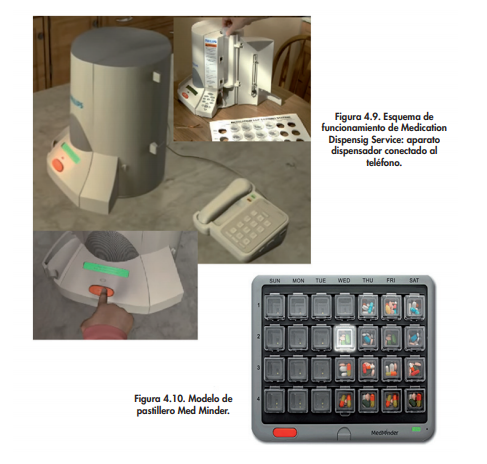 PHILIPS
Figura 4.9. Esquema de
funcionamiento de Medication
Dispensig Service: aparato
dispensador conectado al
teléfono.
SUN MON TUE WED THU FRI SAT
1
2
3
4
MedMinder
Figura 4.10. Modelo de
pastillero Med Minder.